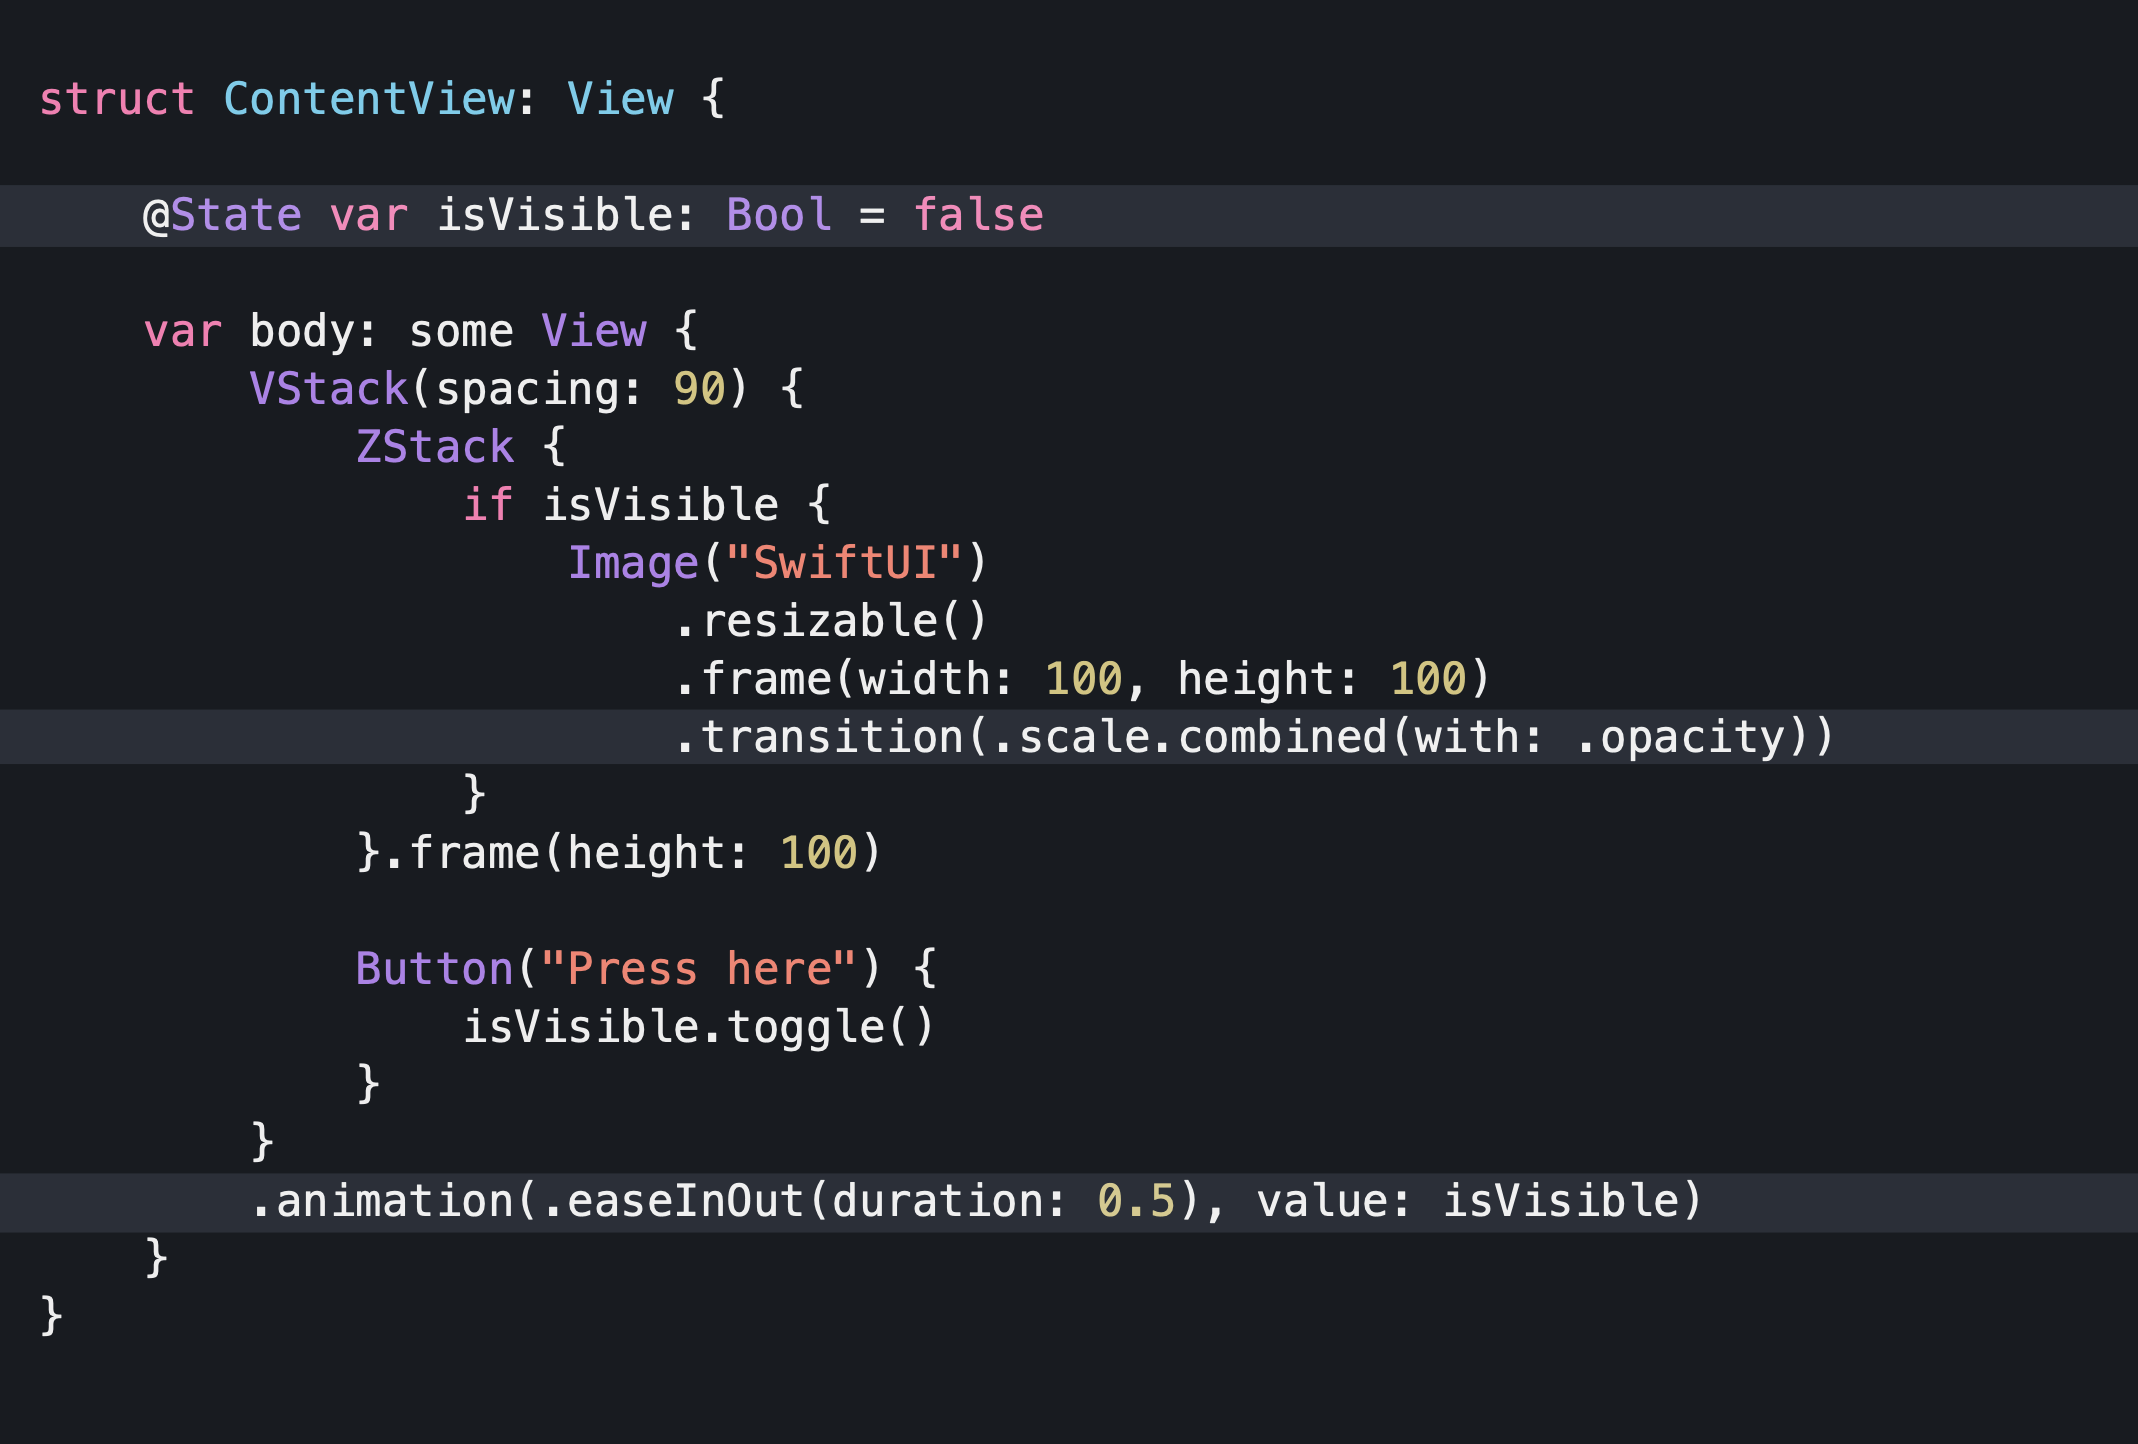 struct ContentView: View {
    @State var isVisible: Bool = false
    var body: some View {
        VStack(spacing: 90) {
            ZStack {
                if isVisible {
                    Image("SwiftUI")
                        .resizable()
                        .frame(width: 100, height: 100)
                        .transition(.scale.combined(with: .opacity))
                }
            }.frame(height: 100)
            Button("Press here") {
                isVisible.toggle()
            }
        }
        .animation(.easeInOut(duration: 0.5), value: isVisible)
    }
}